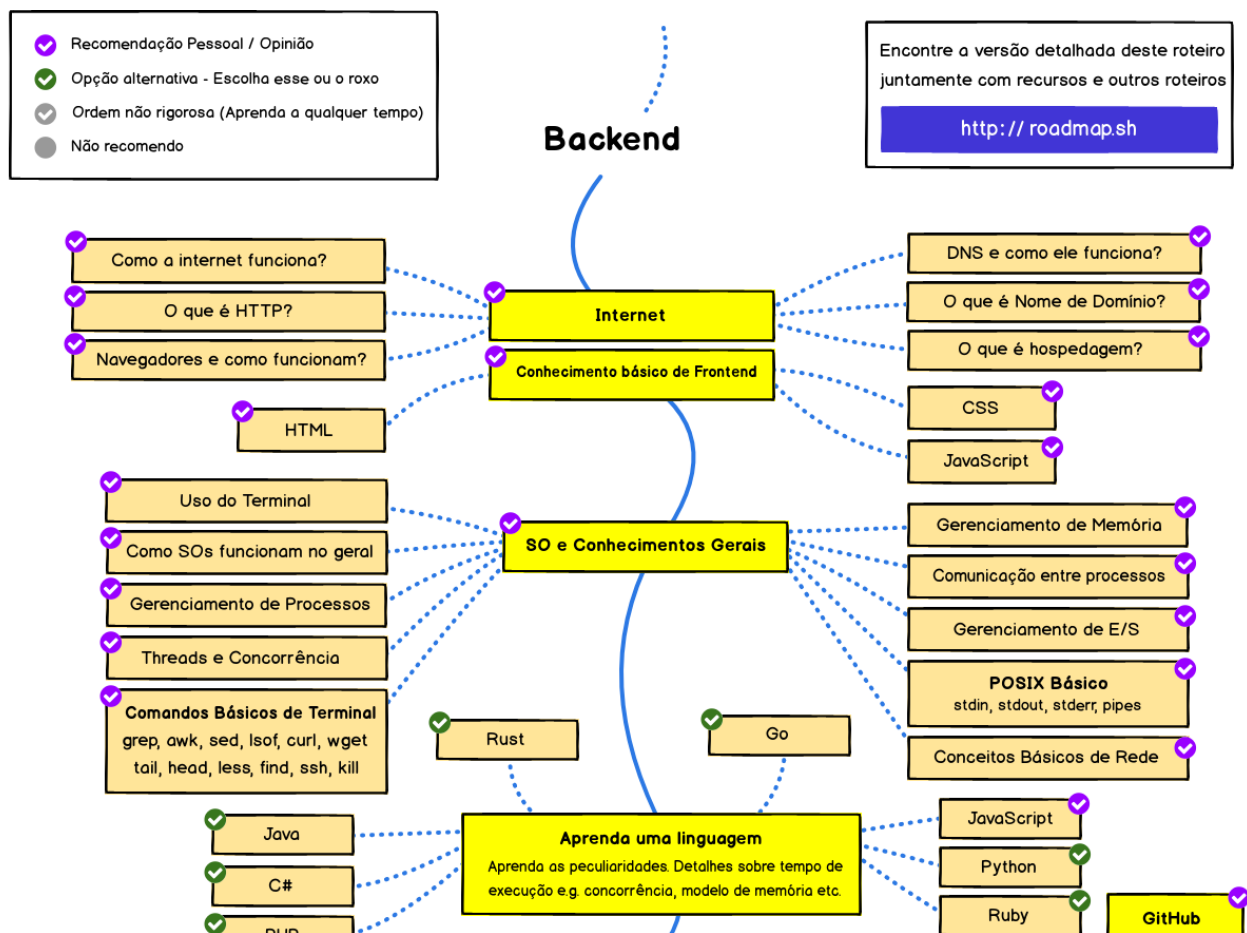 Recomendação Pessoal / Opinião
Opção alternativa - Escolha esse ou o roxo
Ordem não rigorosa (Aprenda a qualquer tempo)
Não recomendo
Encontre a versão detalhada deste roteiro
juntamente com recursos e outros roteiros
http://roadmap.sh
Backend
Como a internet funciona?
O que é HTTP?
Navegadores e como funcionam?
Internet
DNS e como ele funciona?
O que é Nome de Domínio?
O que é hospedagem?
Conhecimento básico de Frontend
HTML
CSS
JavaScript
Uso do Terminal
Como SOs funcionam no geral
Gerenciamento de Processos
Threads e Concorrência
Comandos Básicos de Terminal
grep, awk, sed, lsof, curl, wget
tail, head, less, find, ssh, kill
SO e Conhecimentos Gerais
Gerenciamento de Memória
Comunicação entre processos
Gerenciamento de E/S
POSIX Básico
stdin, stdout, stderr, pipes
Conceitos Básicos de Rede
Rust
Go
Java
C#
PHP
Aprenda uma linguagem
Aprenda as peculiaridades. Detalhes sobre tempo de
execução e.g. concorrência, modelo de memória etc.
JavaScript
Python
Ruby
GitHub